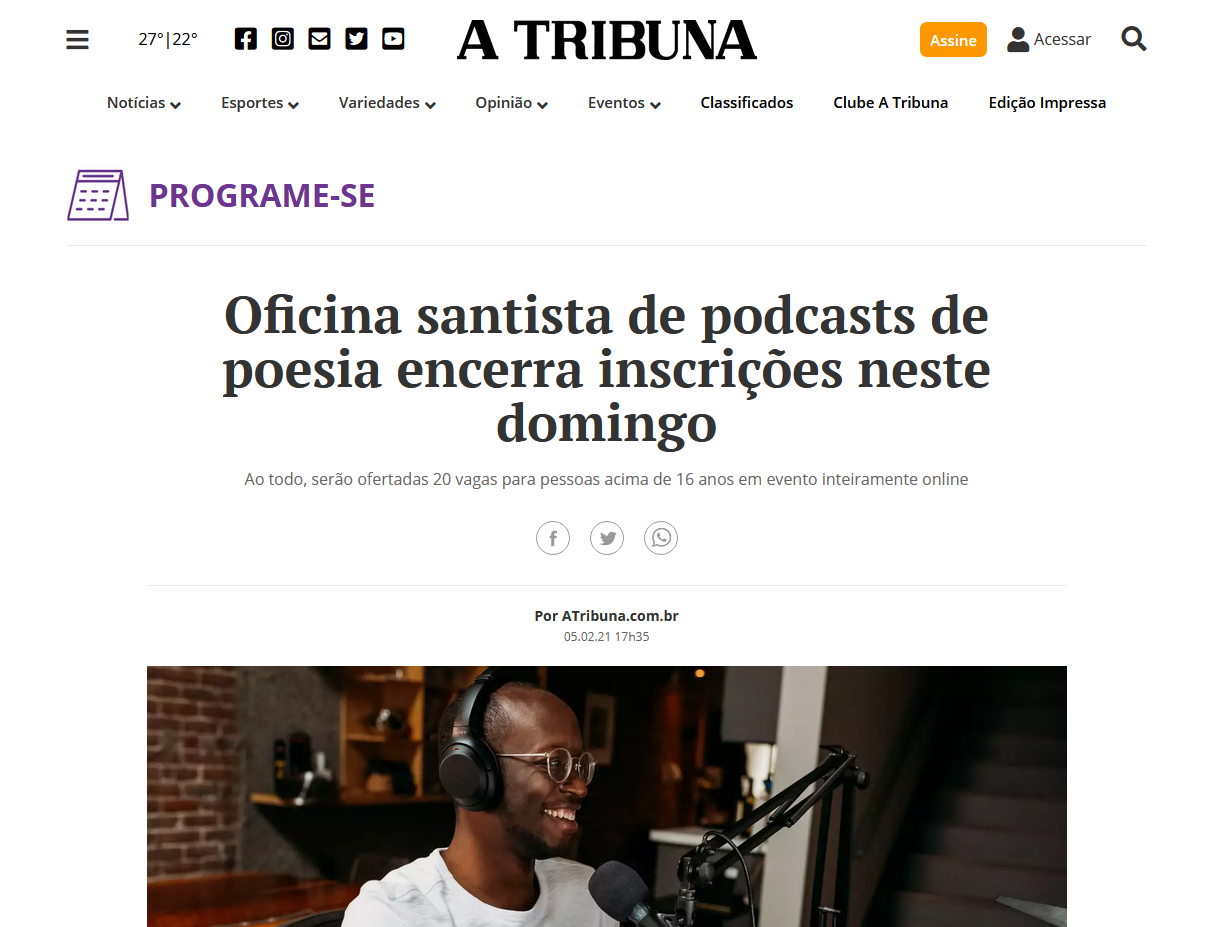 27°|22°
A TRIBUNA
Assine
Acessar
Notícias
Esportes
Variedades
Opinião
Eventos
Classificados
Clube A Tribuna
Edição Impressa
PROGRAME-SE
Oficina santista de podcasts de
poesia encerra inscrições neste
domingo
Ao todo, serão ofertadas 20 vagas para pessoas acima de 16 anos em evento inteiramente online
Por ATribuna.com.br
05.02.21 17h35